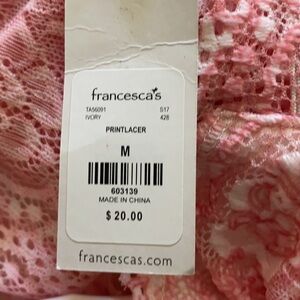 francesca's
TA56091 S17
IVORY 428
PRINTLACER
M
603139
MADE IN CHINA
$ 20.00
francescas.com